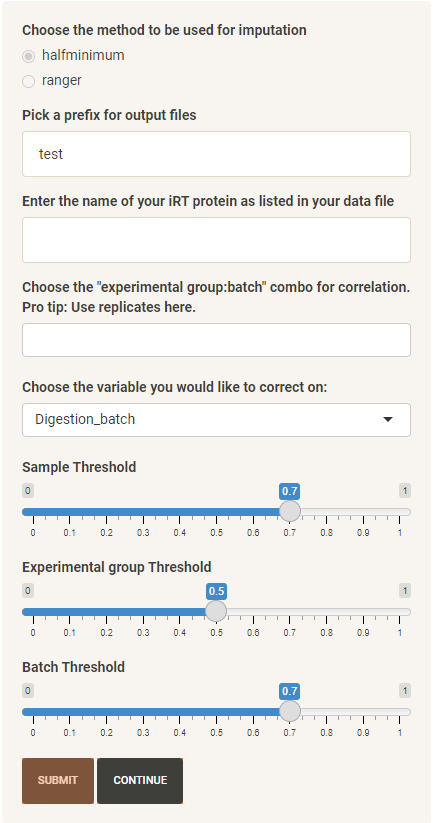 Choose the method to be used for imputation
halfminimum
ranger
Pick a prefix for output files
test
Enter the name of your iRT protein as listed in your data file
Choose the "experimental group:batch" combo for correlation.
Pro tip: Use replicates here.
Choose the variable you would like to correct on:
Digestion_batch
Sample Threshold
0 0.7 1
0 0.1 0.2 0.3 0.4 0.5 0.6 0.7 0.8 0.9 1
Experimental group Threshold
0 0.5 1
0 0.1 0.2 0.3 0.4 0.5 0.6 0.7 0.8 0.9 1
Batch Threshold
0 0.7 1
0 0.1 0.2 0.3 0.4 0.5 0.6 0.7 0.8 0.9 1
SUBMIT CONTINUE